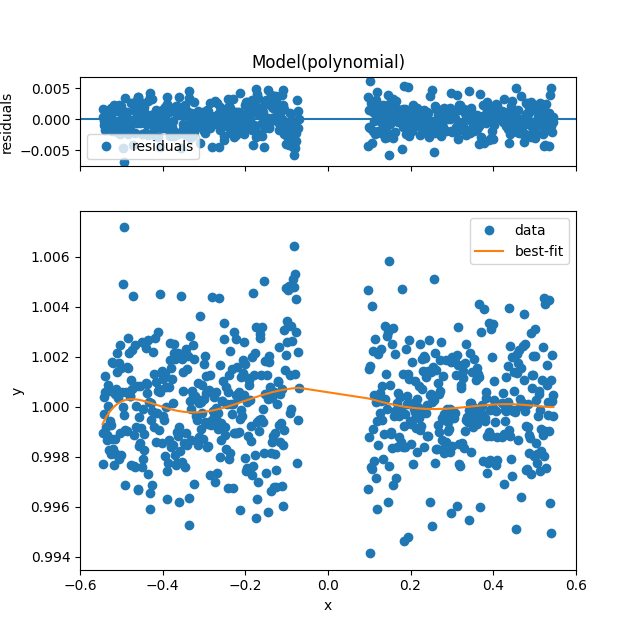 Model(polynomial)
0.005
0.000
−0.005
residuals
residuals
1.006
1.004
1.002
1.000
0.998
0.996
0.994
y
data
best-fit
−0.6 −0.4 −0.2 0.0 0.2 0.4 0.6
x